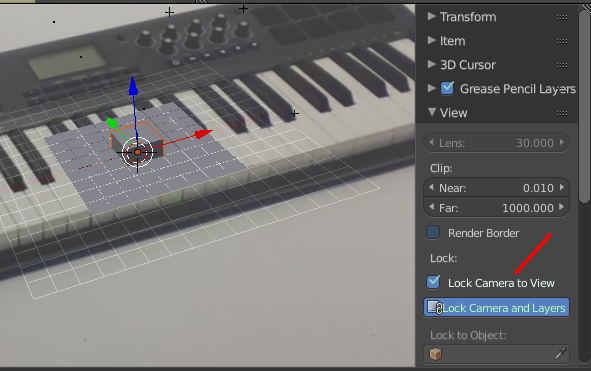 Transform
Item
3D Cursor
Grease Pencil Layers
View
Lens: 30.000
Clip:
Near: 0.010
Far: 1000.000
Render Border
Lock:
Lock Camera to View
Lock Camera and Layers
Lock to Object: